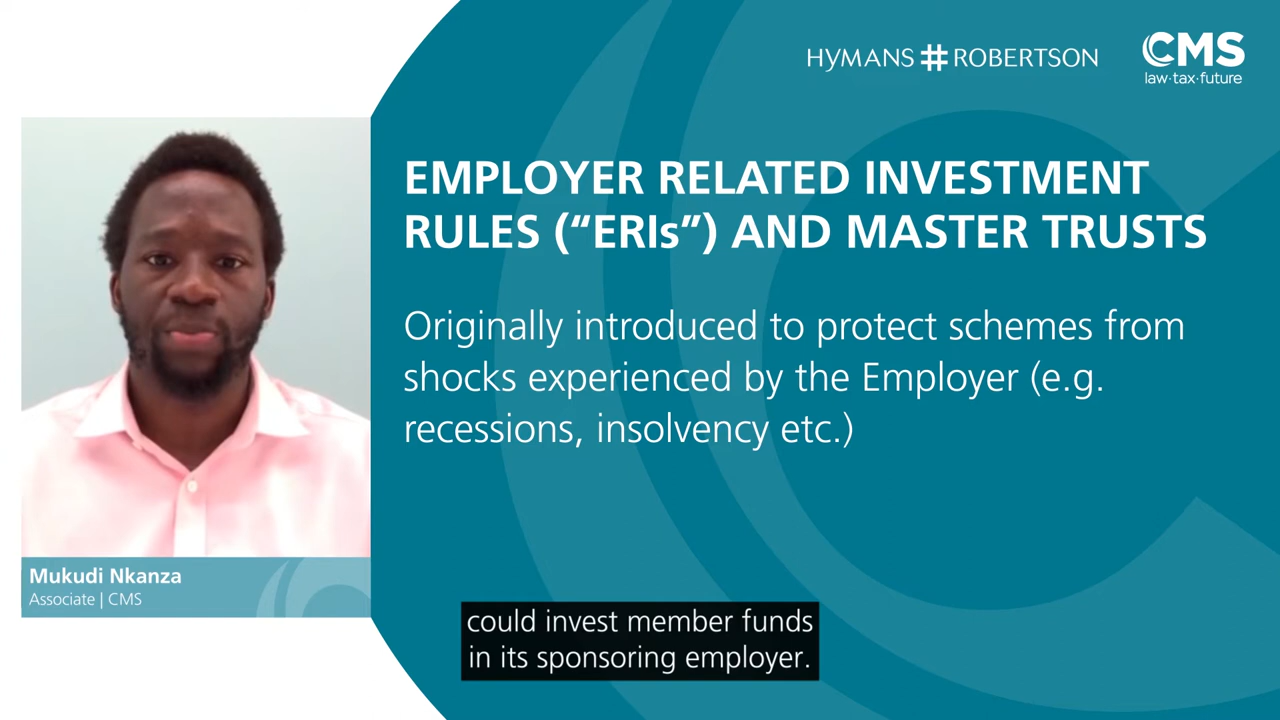 HYMANS # ROBERTSON
CMS
law·tax·future
EMPLOYER RELATED INVESTMENT
RULES (“ERIs”) AND MASTER TRUSTS
Originally introduced to protect schemes from
shocks experienced by the Employer (e.g.
recessions, insolvency etc.)
Mukudi Nkanza
Associate | CMS
could invest member funds
in its sponsoring employer.